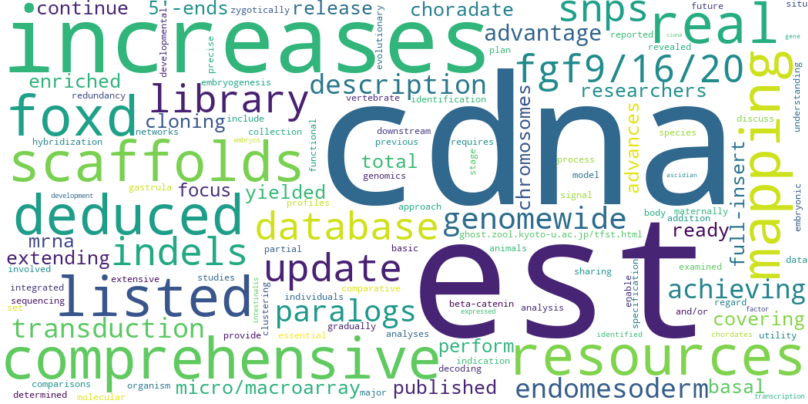 continue 5'-ends zygotically release choradate snps future situ
increases developmental precise evolutionary advantage plan reported revealed real gene ciona
enriched embryogenesis description fgf9/16/20 researchers
redundancy library vertebrate identification
foxd cloning networks include collection cdna chromosomes advances species discuss mapping understanding
hybridization functional downstream previous requires
scaffolds total genomics stage process model ascidian
gastrula focus yielded profiles embryos signal full-insert embryonic
development approach body maternally
deduced database genomewide addition ready
mrna ghost.zool.kyoto-u.ac.jp/tfst.html
extending indels partial basic animals sharing examined data
involved update est enable specification
integrated extensive studies intestinalis clustering comparative achieving
sequencing listed individuals beta-catenin analysis and/or regard factor
set paralogs expressed identified covering
transduction provide essential gradually analyses chordates utility
comprehensive perform indication decoding resources
comparisons organism micro/macroarray major published endomesoderm basal
determined molecular transcription